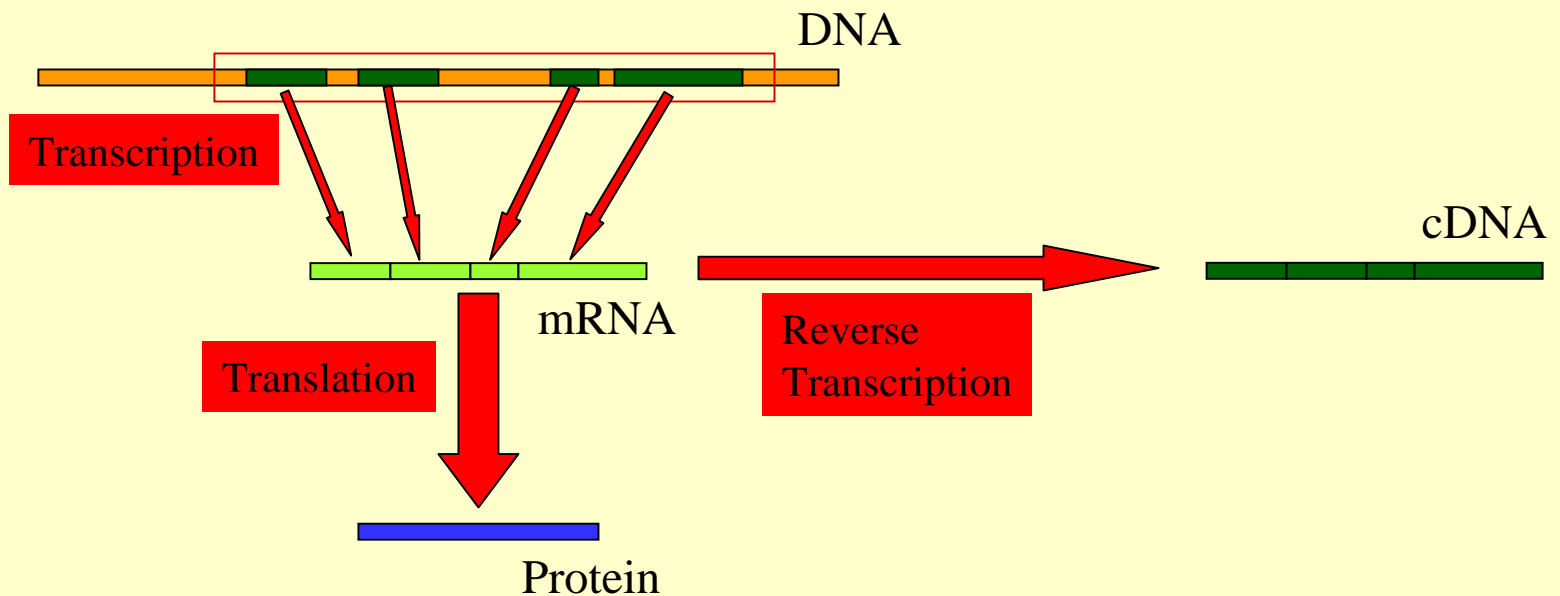 DNA
Transcription
cDNA
mRNA
Reverse
Transcription
Translation
Protein